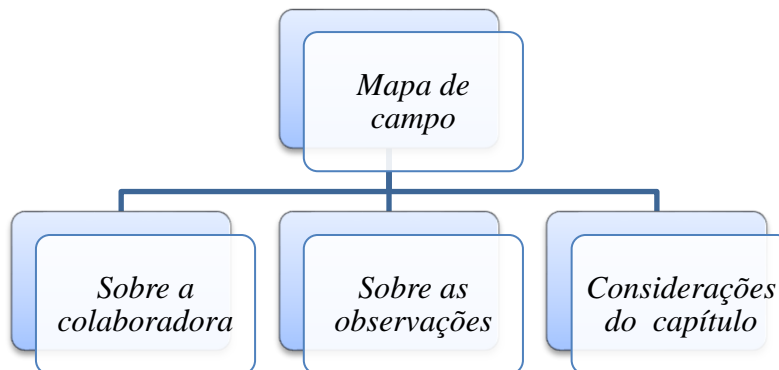 Mapa de
campo
Sobre a
colaboradora
Sobre as
observações
Considerações
do capítulo